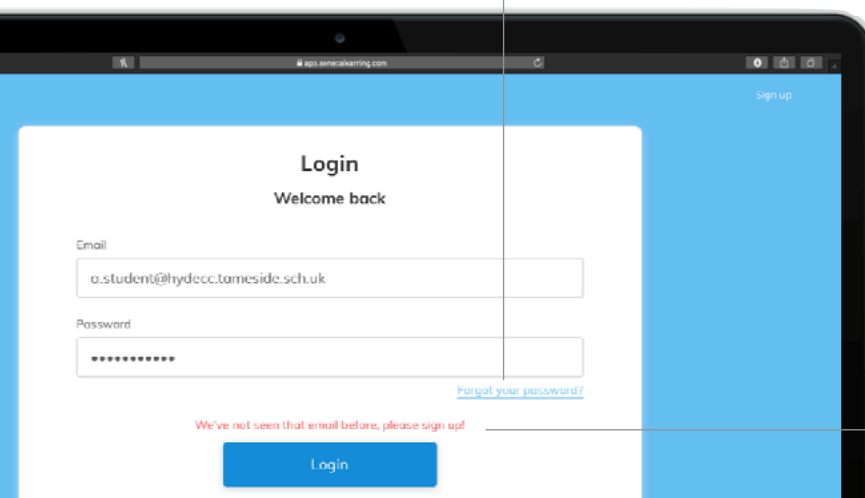 app.senecalearning.com
Sign up
Login
Welcome back
Email
a.student@hydecc.tameside.sch.uk
Password
•••••••••••
Forgot your password?
We've not seen that email before, please sign up!
Login